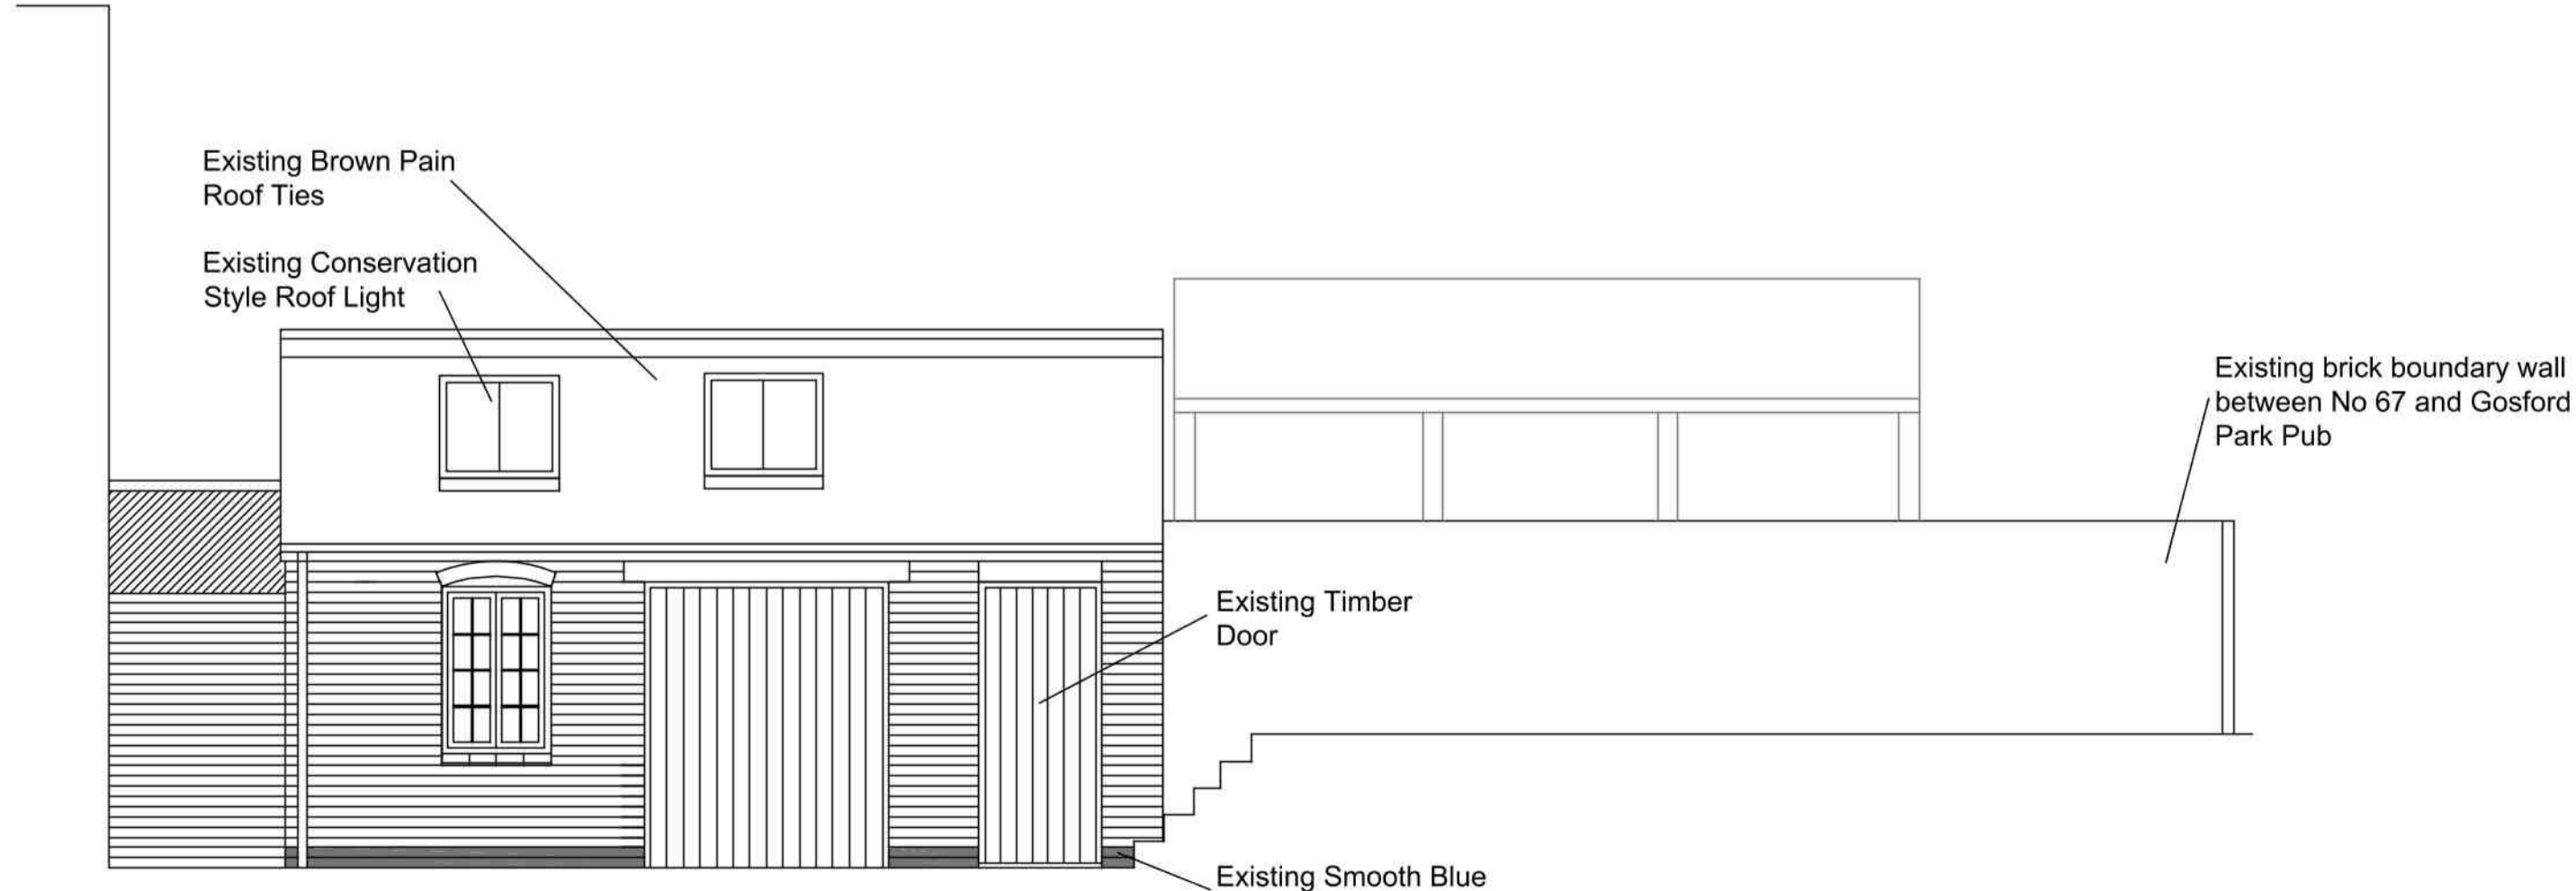 Existing Brown Pain
Roof Ties
Existing Conservation
Style Roof Light
Existing brick boundary wall
between No 67 and Gosford
Park Pub
Existing Timber
Door
Existing Smooth Blue